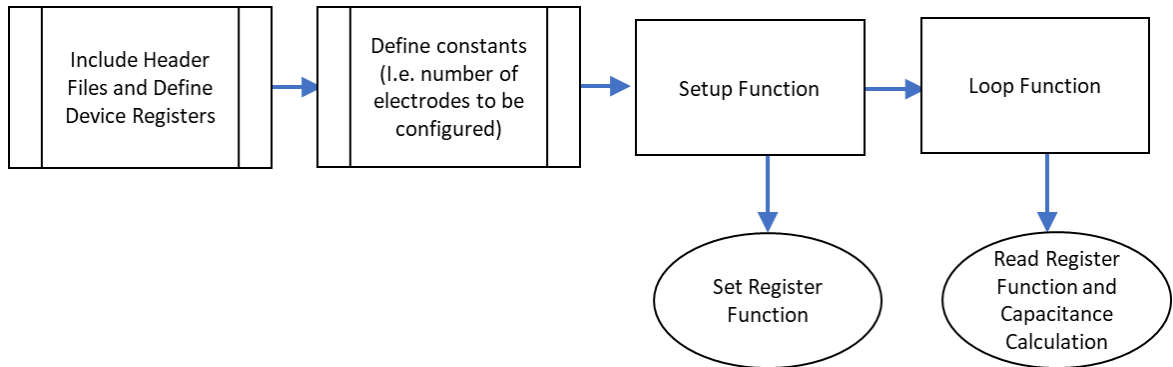 Include Header
Files and Define
Device Registers
Define constants
(I.e. number of
electrodes to be
configured)
Setup Function
Loop Function
Set Register
Function
Read Register
Function and
Capacitance
Calculation